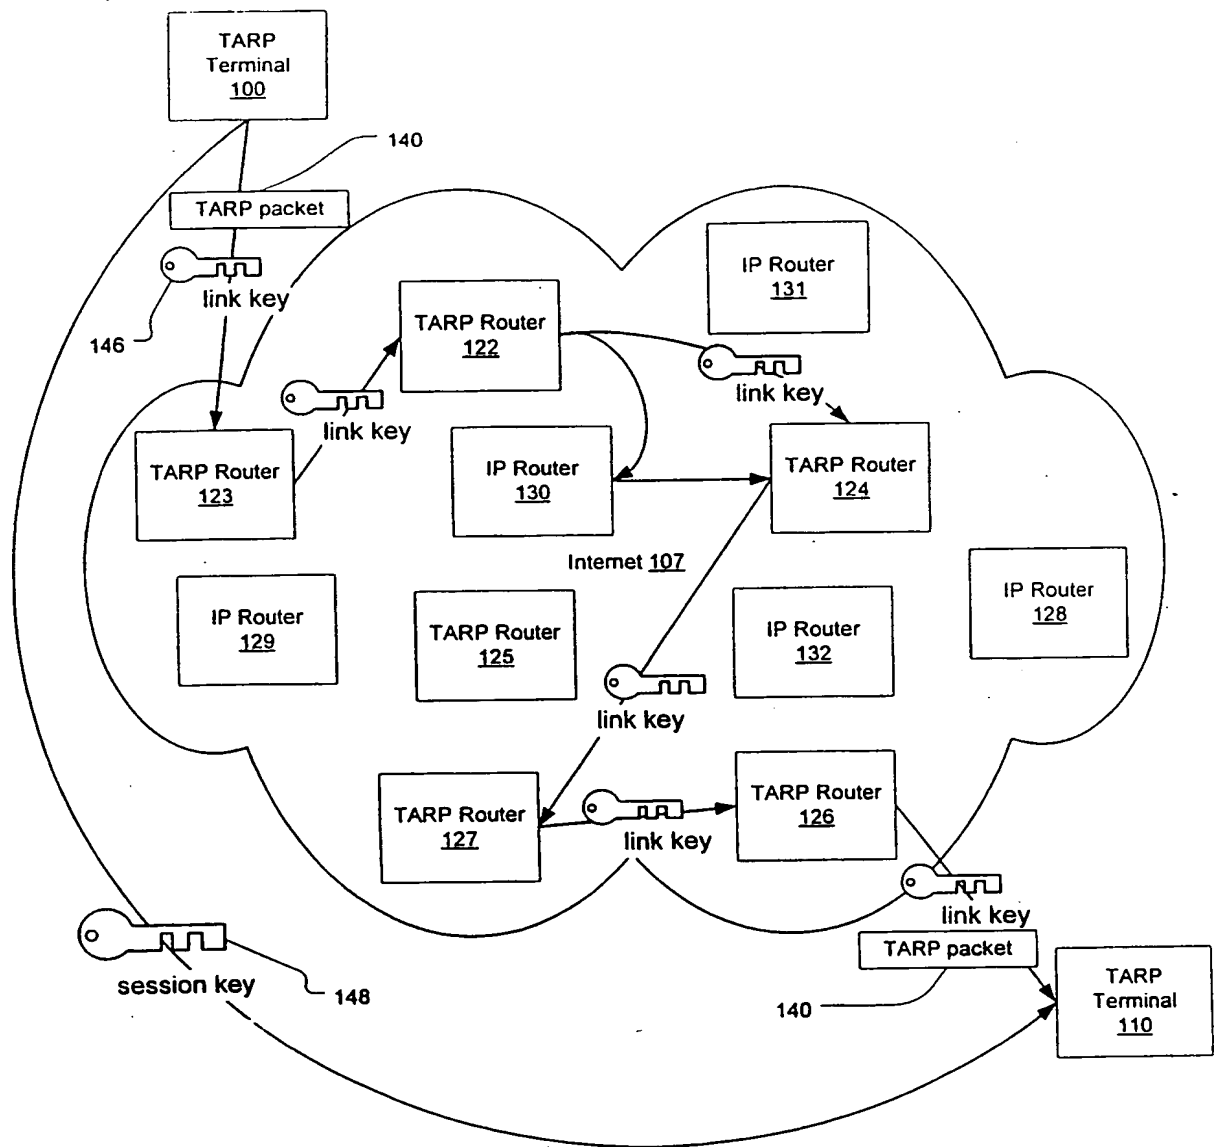 TARP
Terminal
100
140
TARP packet
link key
146
IP Router
131
TARP Router
122
link key
link key
TARP Router
123
IP Router
130
TARP Router
124
Internet 107
IP Router
129
TARP Router
125
IP Router
132
IP Router
128
link key
TARP Router
127
link key
TARP Router
126
link key
TARP packet
session key
148
140
TARP
Terminal
110